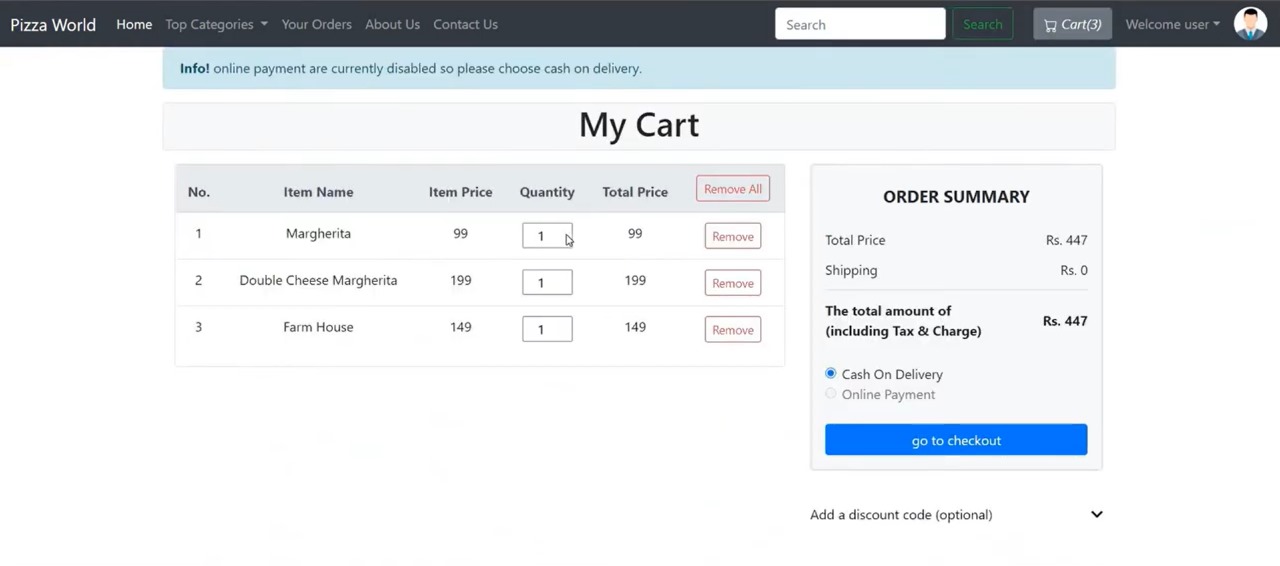 Pizza World Home Top Categories Your Orders About Us Contact Us Search Search Cart(3) Welcome user
Info! online payment are currently disabled so please choose cash on delivery.
My Cart
No. Item Name Item Price Quantity Total Price Remove All
1 Margherita 99 1 99 Remove
2 Double Cheese Margherita 199 1 199 Remove
3 Farm House 149 1 149 Remove
ORDER SUMMARY
Total Price Rs. 447
Shipping Rs. 0
The total amount of
(including Tax & Charge) Rs. 447
Cash On Delivery
Online Payment
go to checkout
Add a discount code (optional)